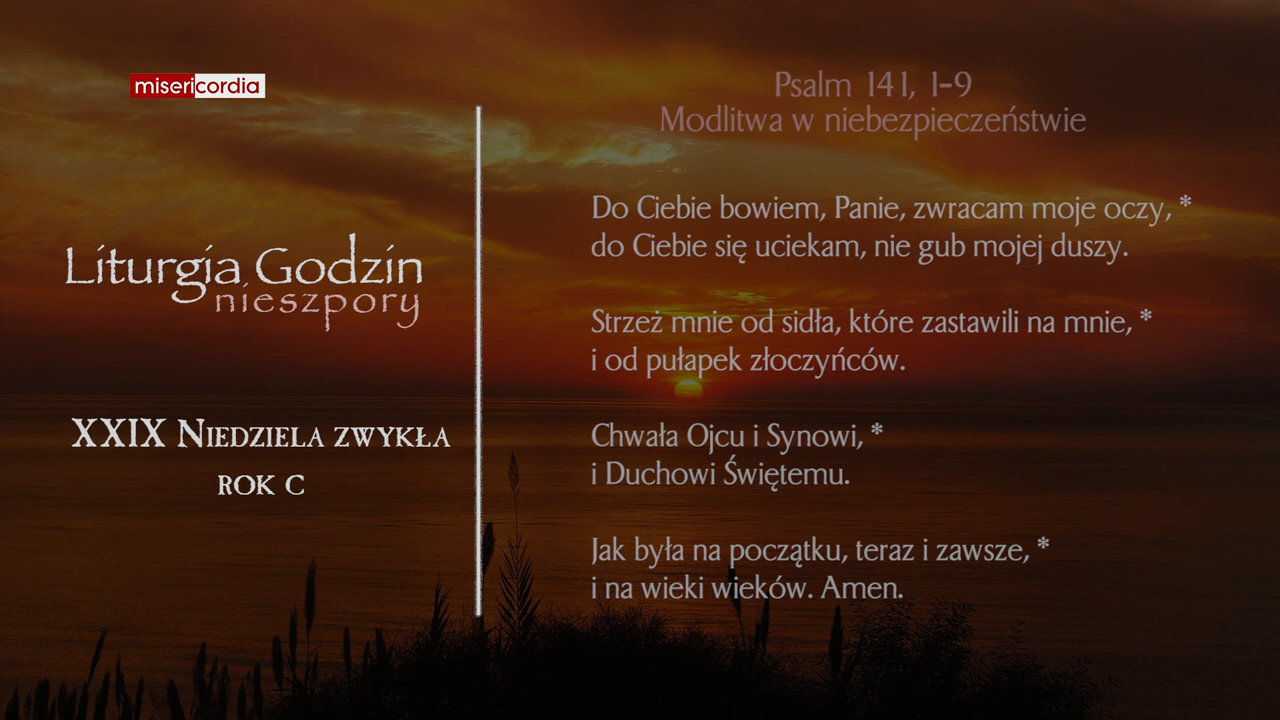 misericordia
Liturgia Godzin
nieszpory
XXIX Niedziela zwykła
rok C
Psalm 141, 1-9
Modlitwa w niebezpieczeństwie
Do Ciebie bowiem, Panie, zwracam moje oczy, *
do Ciebie się uciekam, nie gub mojej duszy.
Strzeż mnie od sidła, które zastawili na mnie, *
i od pułapek złoczyńców.
Chwała Ojcu i Synowi, *
i Duchowi Świętemu.
Jak była na początku, teraz i zawsze, *
i na wieki wieków. Amen.